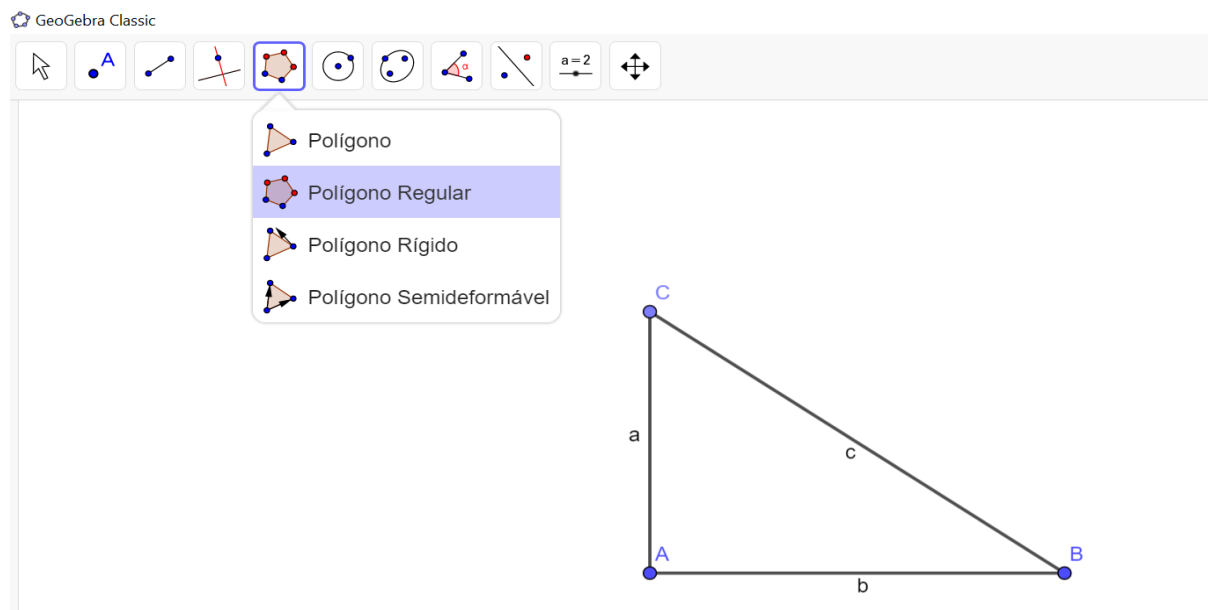 GeoGebra Classic
A
α
a=2
Polígono
Polígono Regular
Polígono Rígido
Polígono Semideformável
C
a
c
A
B
b